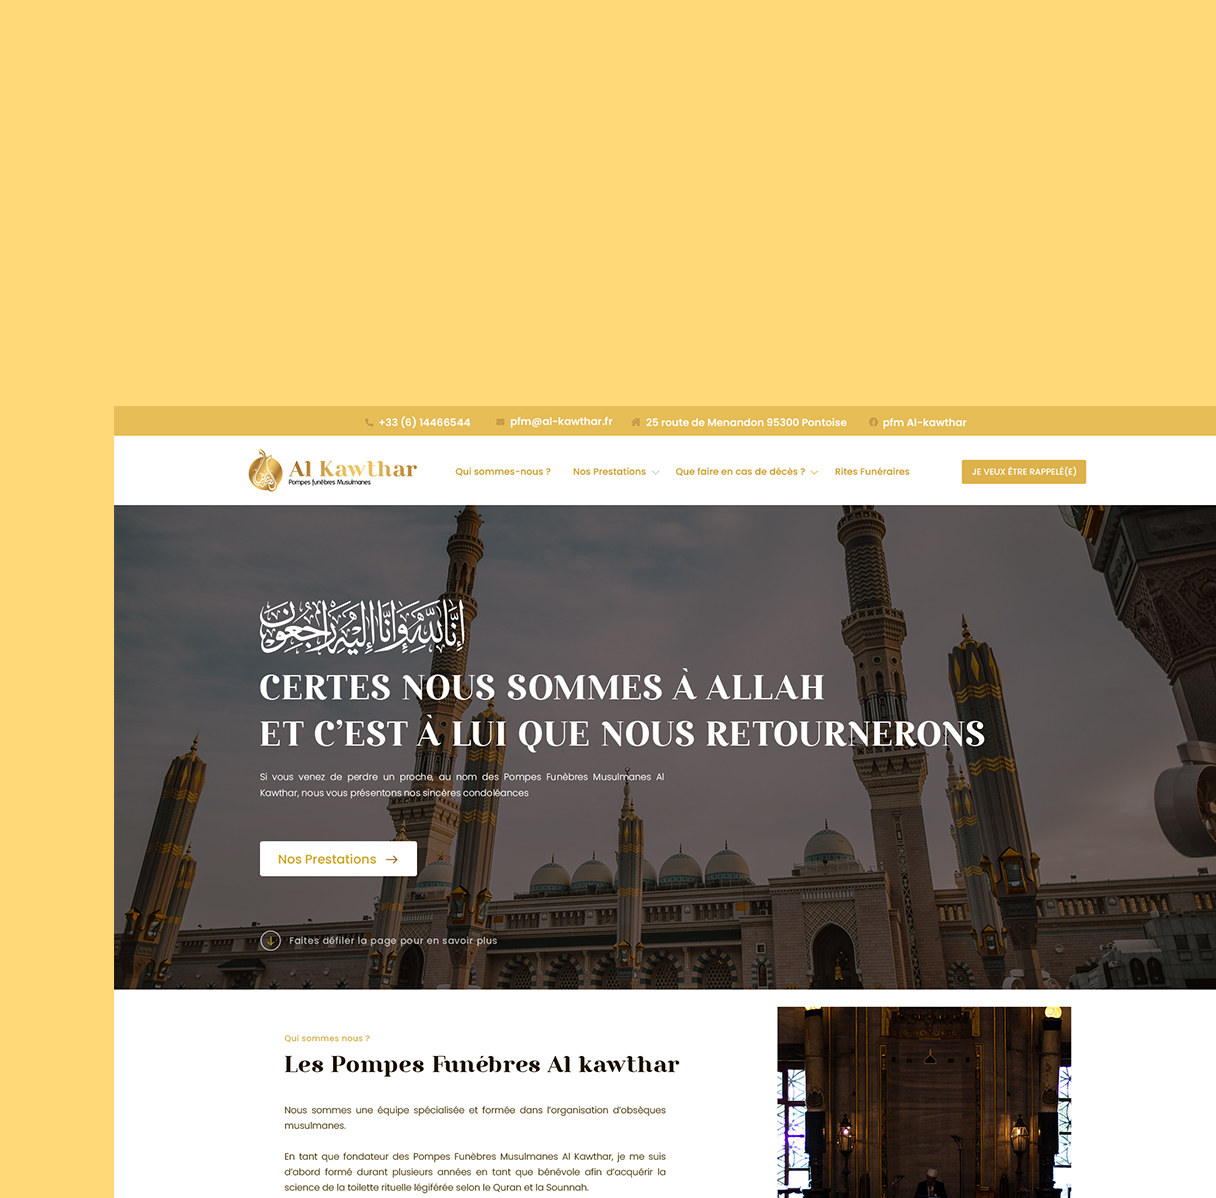 +33 (6) 14466544
pfm@al-kawthar.fr
25 route de Menandon 95300 Pontoise
pfm Al-kawthar
Al Kawthar
Pompes funèbres Musulmanes
Qui sommes-nous ?
Nos Prestations
Que faire en cas de décès ?
Rites Funéraires
JE VEUX ÊTRE RAPPELÉ(E)
إنا لله وإنا إليه راجعون
CERTES NOUS SOMMES À ALLAH
ET C’EST À LUI QUE NOUS RETOURNERONS
Si vous venez de perdre un proche, au nom des Pompes Funèbres Musulmanes Al
Kawthar, nous vous présentons nos sincères condoléances
Nos Prestations
Faites défiler la page pour en savoir plus
Qui sommes nous ?
Les Pompes Funébres Al kawthar
Nous sommes une équipe spécialisée et formée dans l’organisation d’obsèques
musulmanes.
En tant que fondateur des Pompes Funèbres Musulmanes Al Kawthar, je me suis
d’abord formé durant plusieurs années en tant que bénévole afin d’acquérir la
science de la toilette rituelle légiférée selon le Quran et la Sounnah.